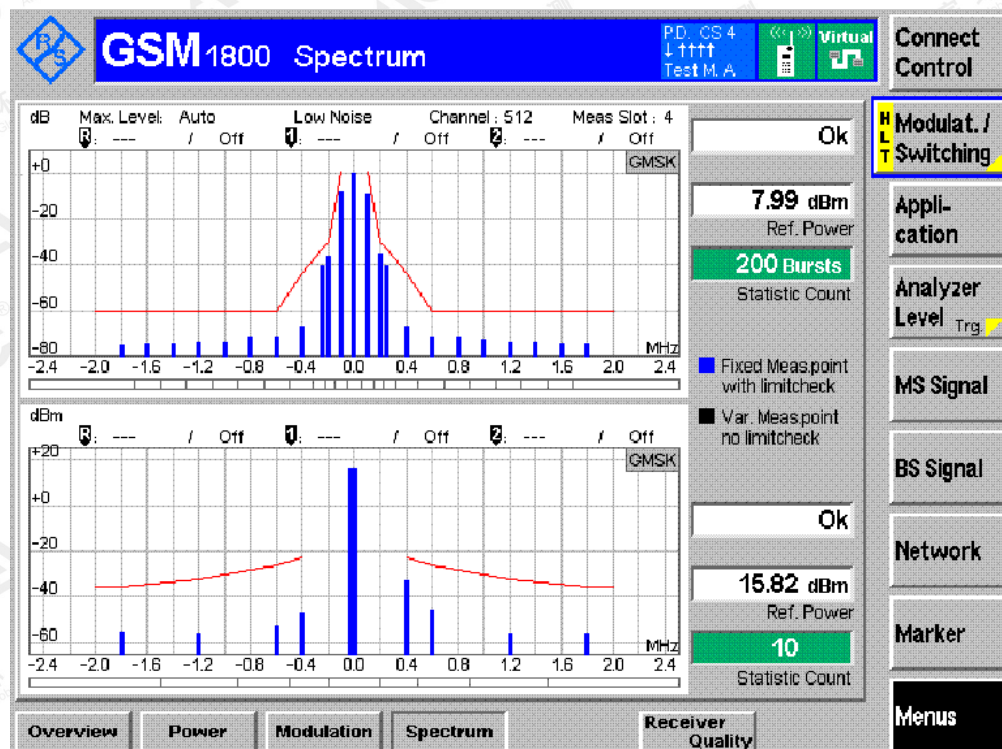 R/S
GSM 1800 Spectrum
P.D. CS 4
↓↑↑↑↑
Test M. A
Virtual
Connect Control
dB Max. Level: Auto Low Noise Channel : 512 Meas Slot : 4
R : --- / Off 1 : --- / Off 2 : --- / Off
GMSK
+0
-20
-40
-60
-80
MHz
-2.4 -2.0 -1.6 -1.2 -0.8 -0.4 0.0 0.4 0.8 1.2 1.6 2.0 2.4
Ok
7.99 dBm
Ref. Power
200 Bursts
Statistic Count
Fixed Meas.point
with limitcheck
Var. Meas.point
no limitcheck
dBm
R : --- / Off 1 : --- / Off 2 : --- / Off
GMSK
+20
+0
-20
-40
-60
MHz
-2.4 -2.0 -1.6 -1.2 -0.8 -0.4 0.0 0.4 0.8 1.2 1.6 2.0 2.4
Ok
15.82 dBm
Ref. Power
10
Statistic Count
HLT
Modulat. /
Switching
Appli-
cation
Analyzer
Level Trg.
MS Signal
BS Signal
Network
Marker
Menus
Overview
Power
Modulation
Spectrum
Receiver
Quality